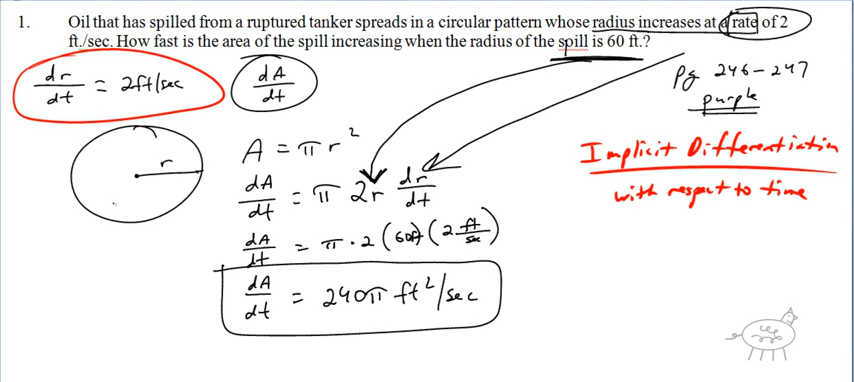 1. Oil that has spilled from a ruptured tanker spreads in a circular pattern whose radius increases at a rate of 2
ft./sec. How fast is the area of the spill increasing when the radius of the spill is 60 ft.?
dr/dt = 2ft/sec
dA/dt
Pg 246-247
purple
r
A = πr²
dA/dt = π 2r dr/dt
dA/dt = π · 2 (60ft) (2 ft/sec)
dA/dt = 240π ft²/sec
Implicit Differentiation
with respect to time